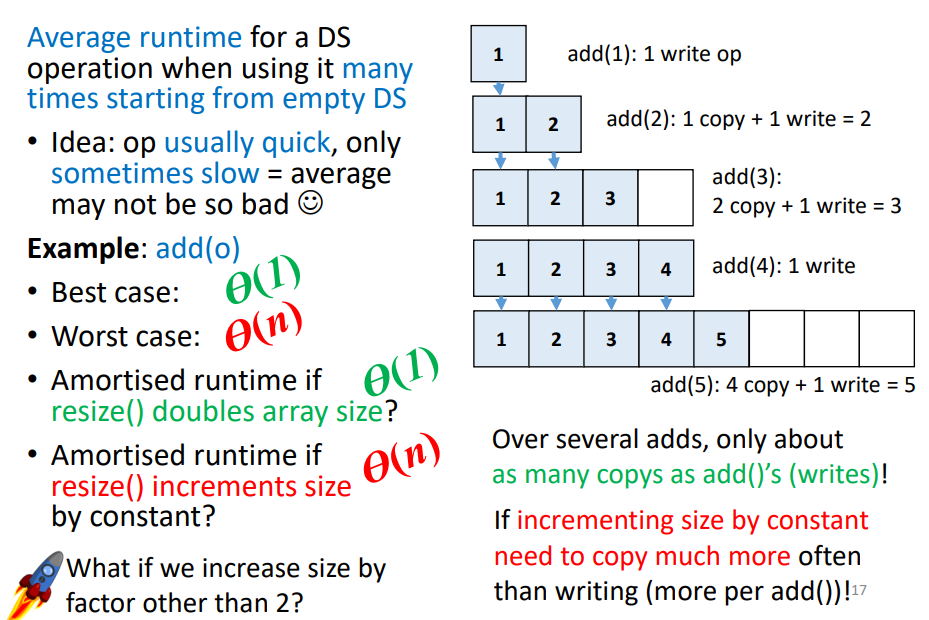 Average runtime for a DS
operation when using it many
times starting from empty DS
• Idea: op usually quick, only
sometimes slow = average
may not be so bad ☺
Example: add(o)
• Best case: Θ(1)
• Worst case: Θ(n)
• Amortised runtime if Θ(1)
resize() doubles array size?
• Amortised runtime if Θ(n)
resize() increments size
by constant?
What if we increase size by
factor other than 2?
1 add(1): 1 write op
1 2 add(2): 1 copy + 1 write = 2
add(3):
1 2 3 2 copy + 1 write = 3
1 2 3 4 add(4): 1 write
1 2 3 4 5
add(5): 4 copy + 1 write = 5
Over several adds, only about
as many copys as add()’s (writes)!
If incrementing size by constant
need to copy much more often
than writing (more per add())!
17